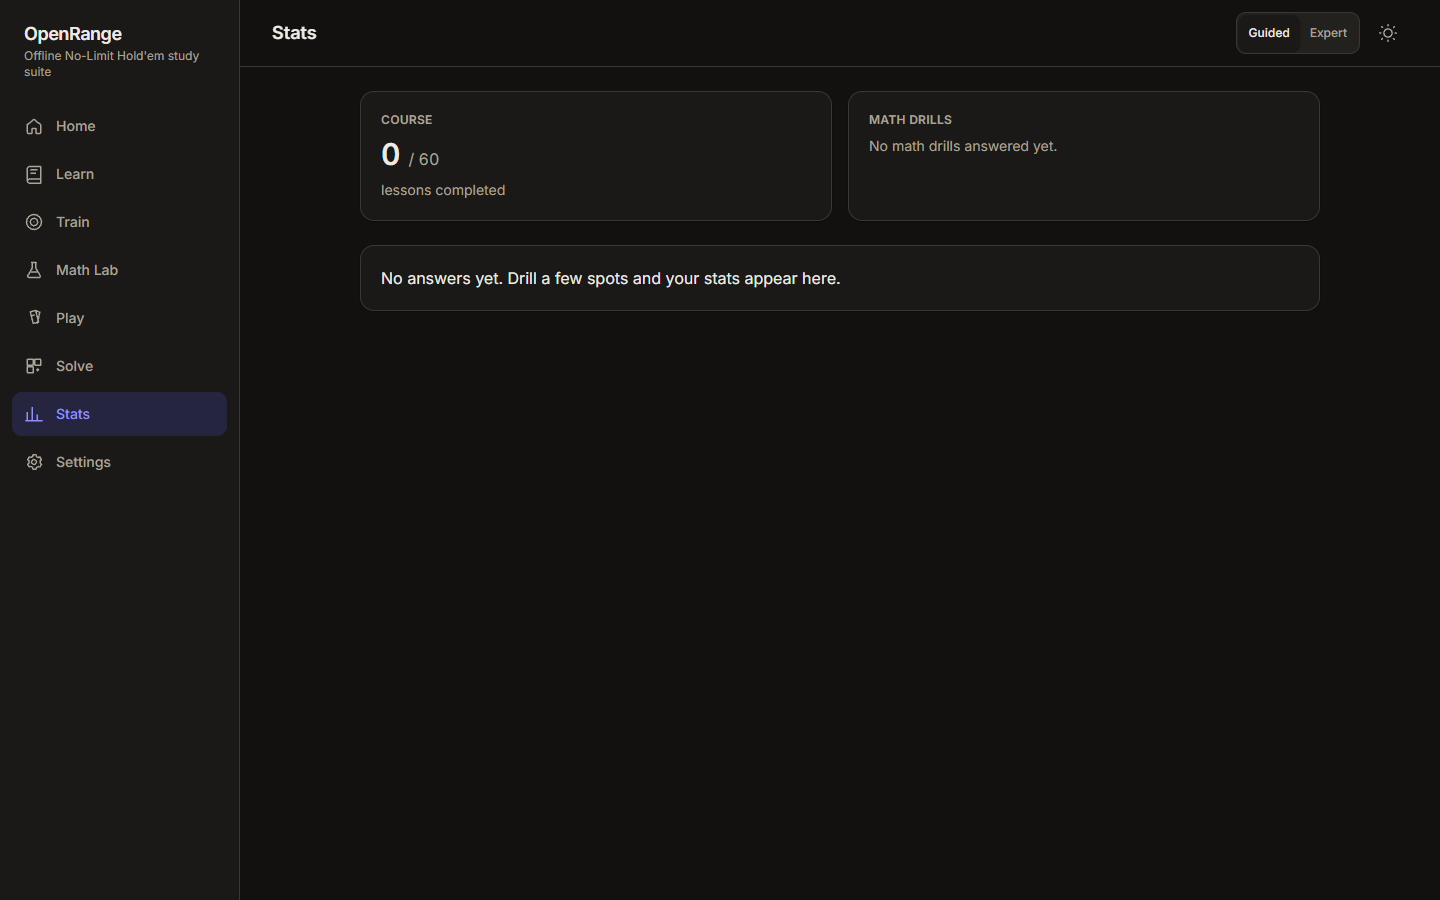 OpenRange
Offline No-Limit Hold'em study
suite
Home
Learn
Train
Math Lab
Play
Solve
Stats
Settings
Stats
Guided Expert
COURSE
0 / 60
lessons completed
MATH DRILLS
No math drills answered yet.
No answers yet. Drill a few spots and your stats appear here.